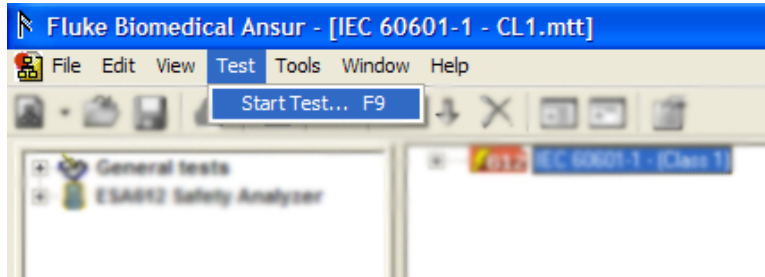 Fluke Biomedical Ansur - [IEC 60601-1 - CL1.mtt]
File Edit View Test Tools Window Help
Start Test... F9
General tests
ESA612 Safety Analyzer
IEC 60601-1 - (Class 1)